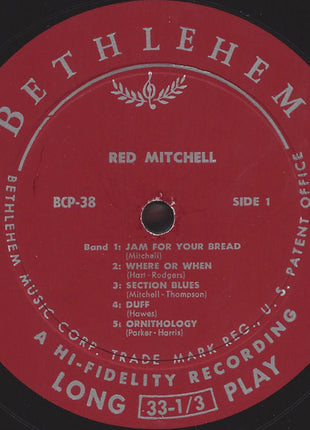 BETHLEHEM
RED MITCHELL
BCP-38
SIDE 1
Band 1: JAM FOR YOUR BREAD
(Mitchell)
2: WHERE OR WHEN
(Hart-Rodgers)
3: SECTION BLUES
(Mitchell-Thompson)
4: DUFF
(Hawes)
5: ORNITHOLOGY
(Parker-Harris)
BETHLEHEM MUSIC CORP. TRADE MARK REG., U. S. PATENT OFFICE
A HI-FIDELITY RECORDING
LONG 33-1/3 PLAY